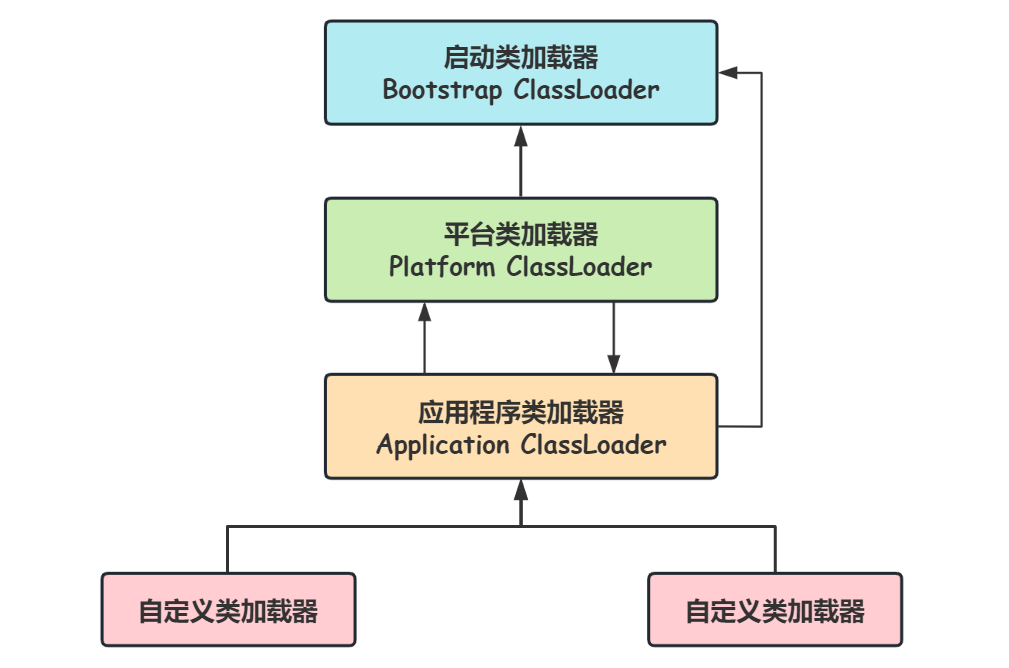 启动类加载器
Bootstrap ClassLoader
平台类加载器
Platform ClassLoader
应用程序类加载器
Application ClassLoader
自定义类加载器
自定义类加载器